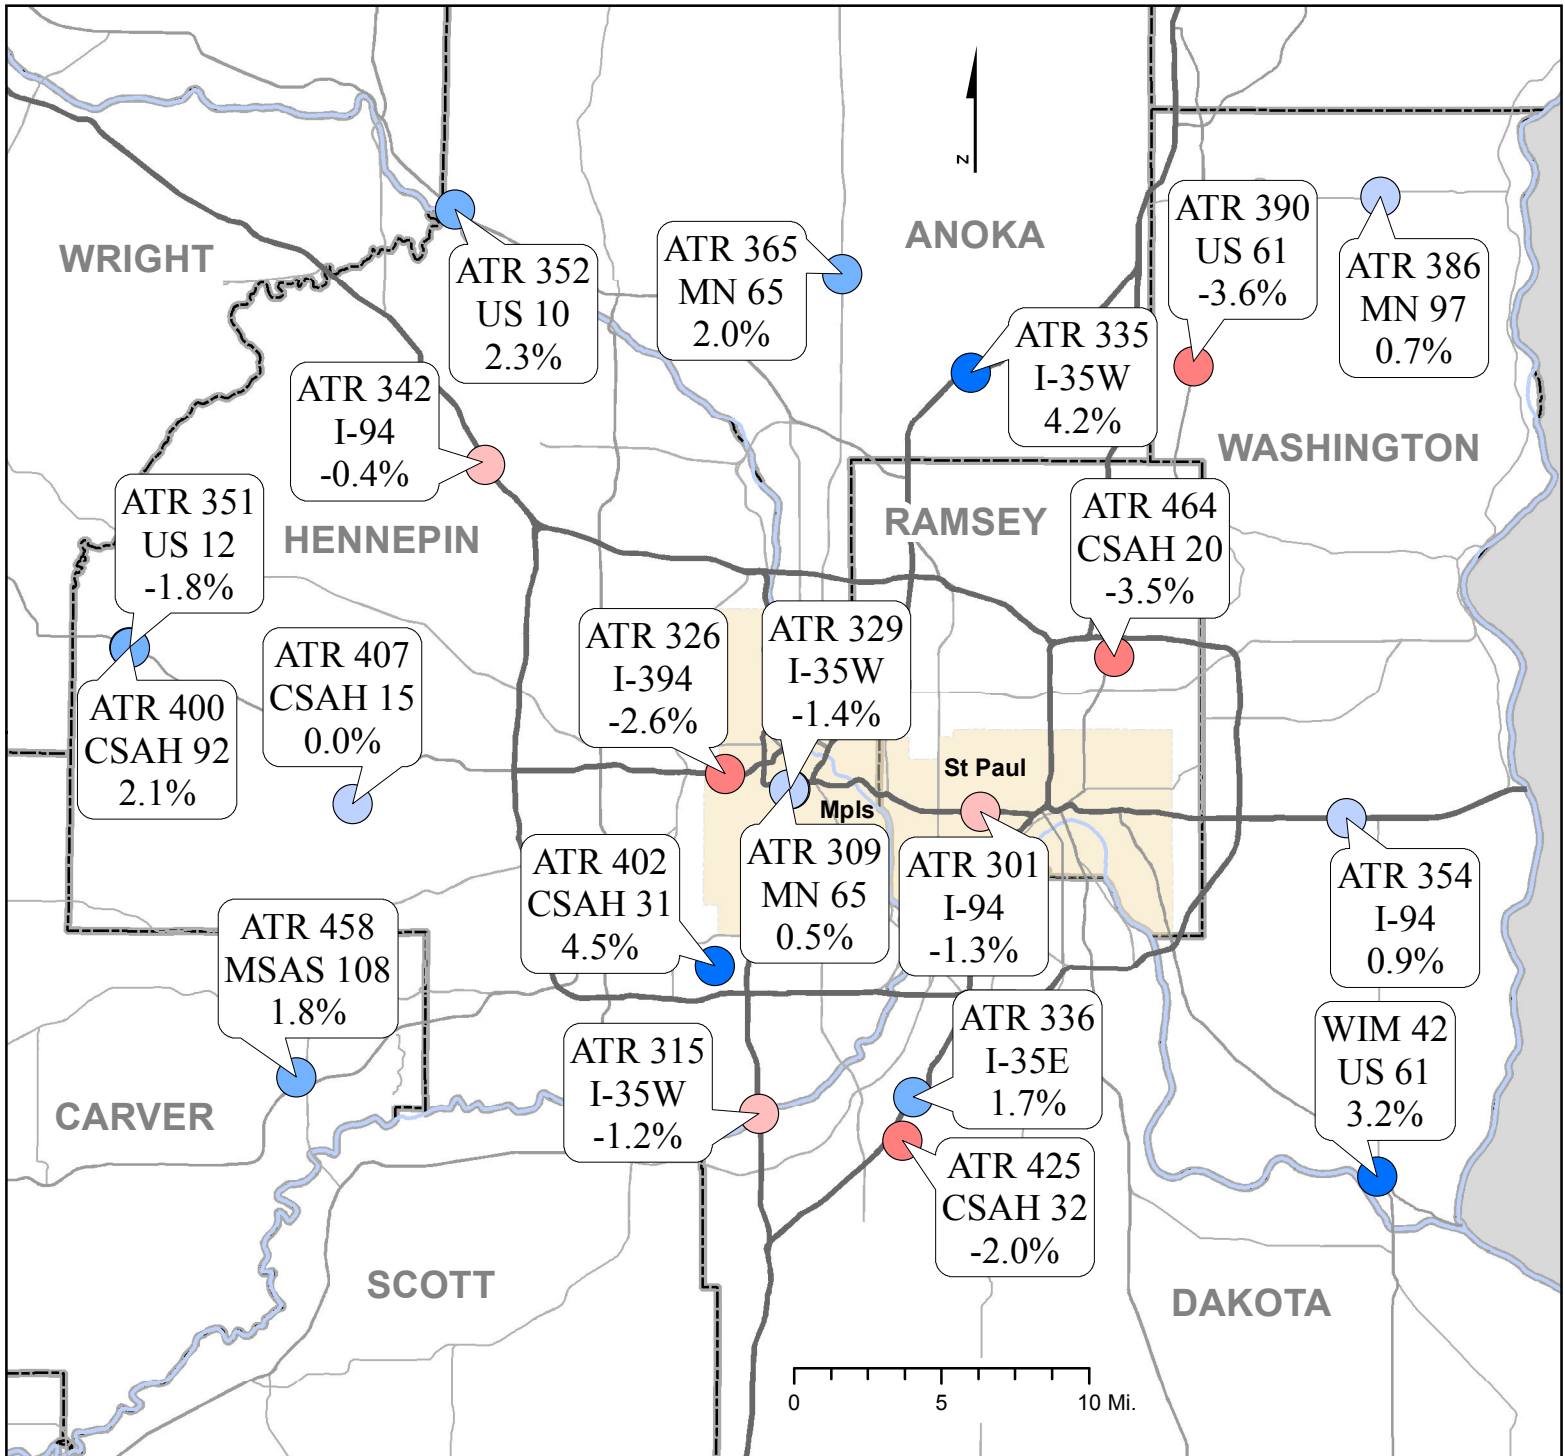 z
WRIGHT
ANOKA
ATR 390
US 61
-3.6%
ATR 386
MN 97
0.7%
ATR 352
US 10
2.3%
ATR 365
MN 65
2.0%
ATR 335
I-35W
4.2%
ATR 342
I-94
-0.4%
WASHINGTON
ATR 351
US 12
-1.8%
HENNEPIN
RAMSEY
ATR 464
CSAH 20
-3.5%
ATR 407
CSAH 15
0.0%
ATR 326
I-394
-2.6%
ATR 329
I-35W
-1.4%
ATR 400
CSAH 92
2.1%
St Paul
Mpls
ATR 402
CSAH 31
4.5%
ATR 309
MN 65
0.5%
ATR 301
I-94
-1.3%
ATR 354
I-94
0.9%
ATR 458
MSAS 108
1.8%
ATR 336
I-35E
1.7%
WIM 42
US 61
3.2%
ATR 315
I-35W
-1.2%
CARVER
ATR 425
CSAH 32
-2.0%
SCOTT
DAKOTA
0 5 10 Mi.